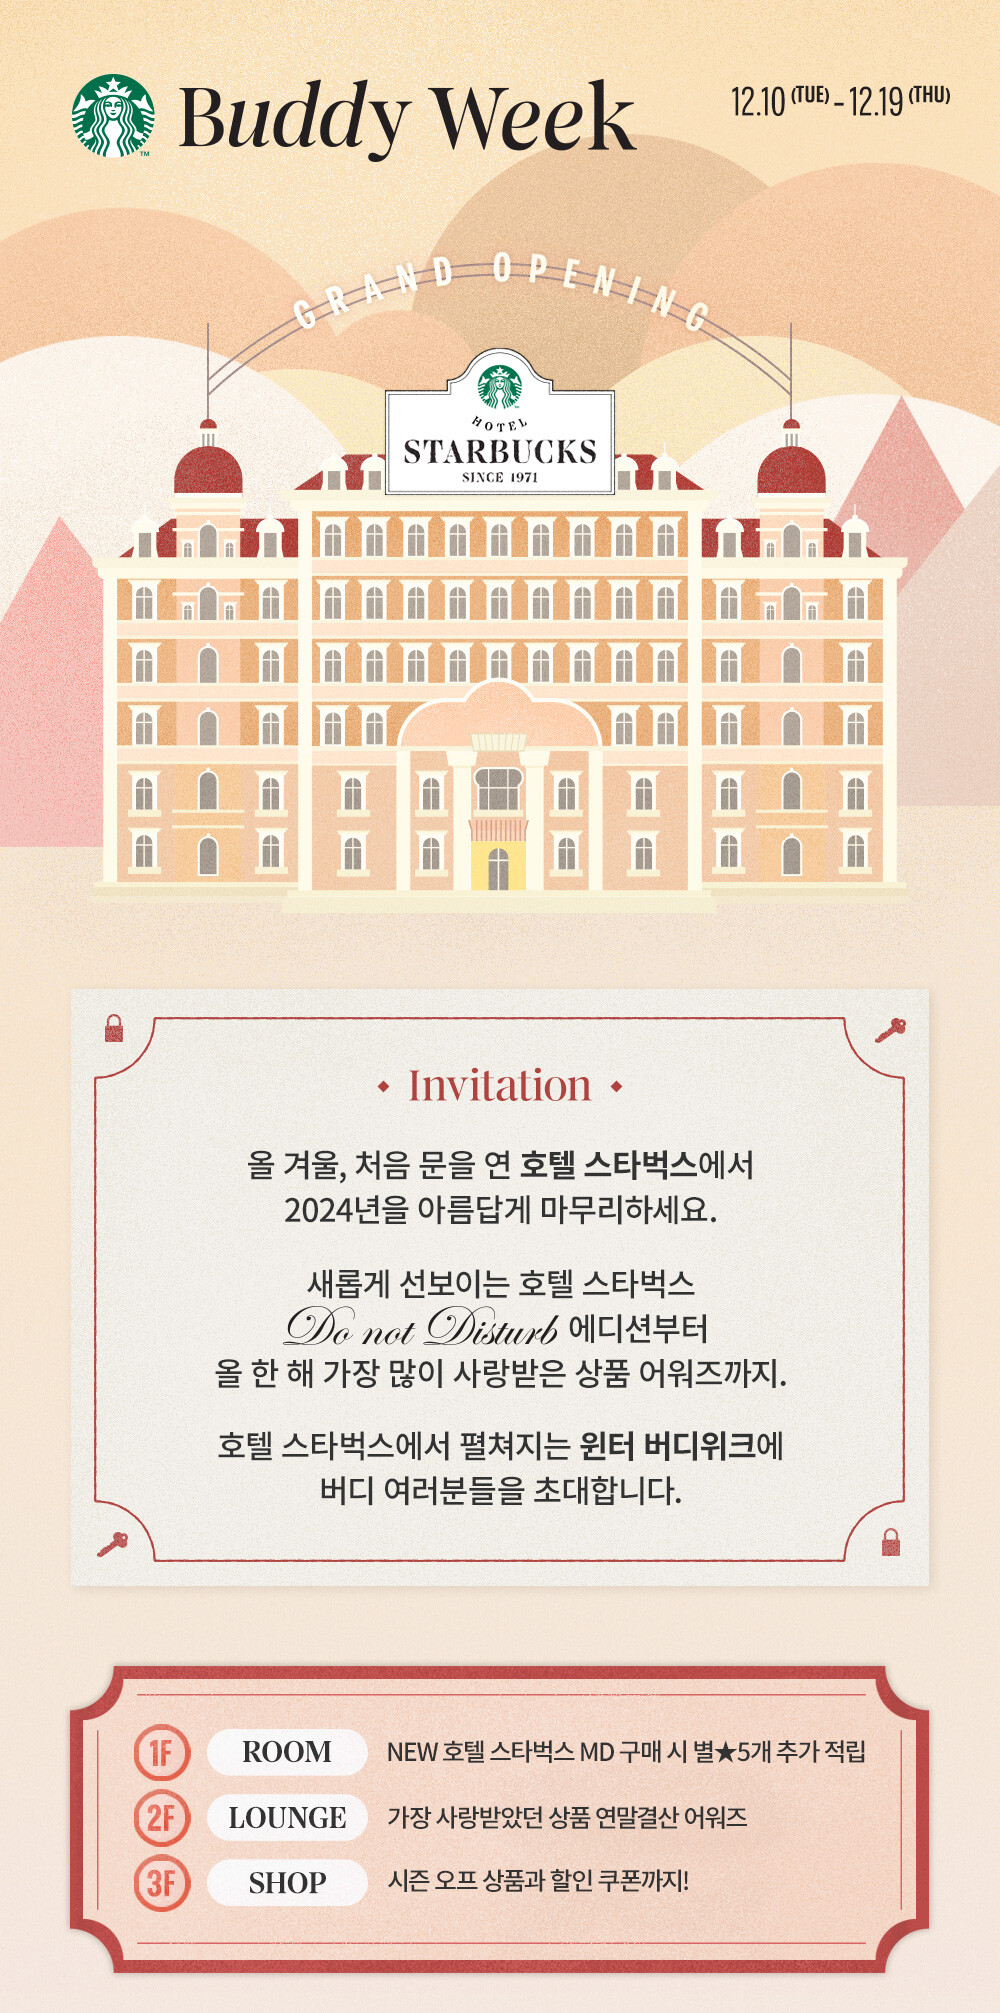 Buddy Week
12.10 (TUE) - 12.19 (THU)
GRAND OPENING
HOTEL
STARBUCKS
SINCE 1971
Invitation
올 겨울, 처음 문을 연 호텔 스타벅스에서
2024년을 아름답게 마무리하세요.
새롭게 선보이는 호텔 스타벅스
Do not Disturb 에디션부터
올 한 해 가장 많이 사랑받은 상품 어워즈까지.
호텔 스타벅스에서 펼쳐지는 윈터 버디위크에
버디 여러분들을 초대합니다.
1F ROOM NEW 호텔 스타벅스 MD 구매 시 별★5개 추가 적립
2F LOUNGE 가장 사랑받았던 상품 연말결산 어워즈
3F SHOP 시즌 오프 상품과 할인 쿠폰까지!